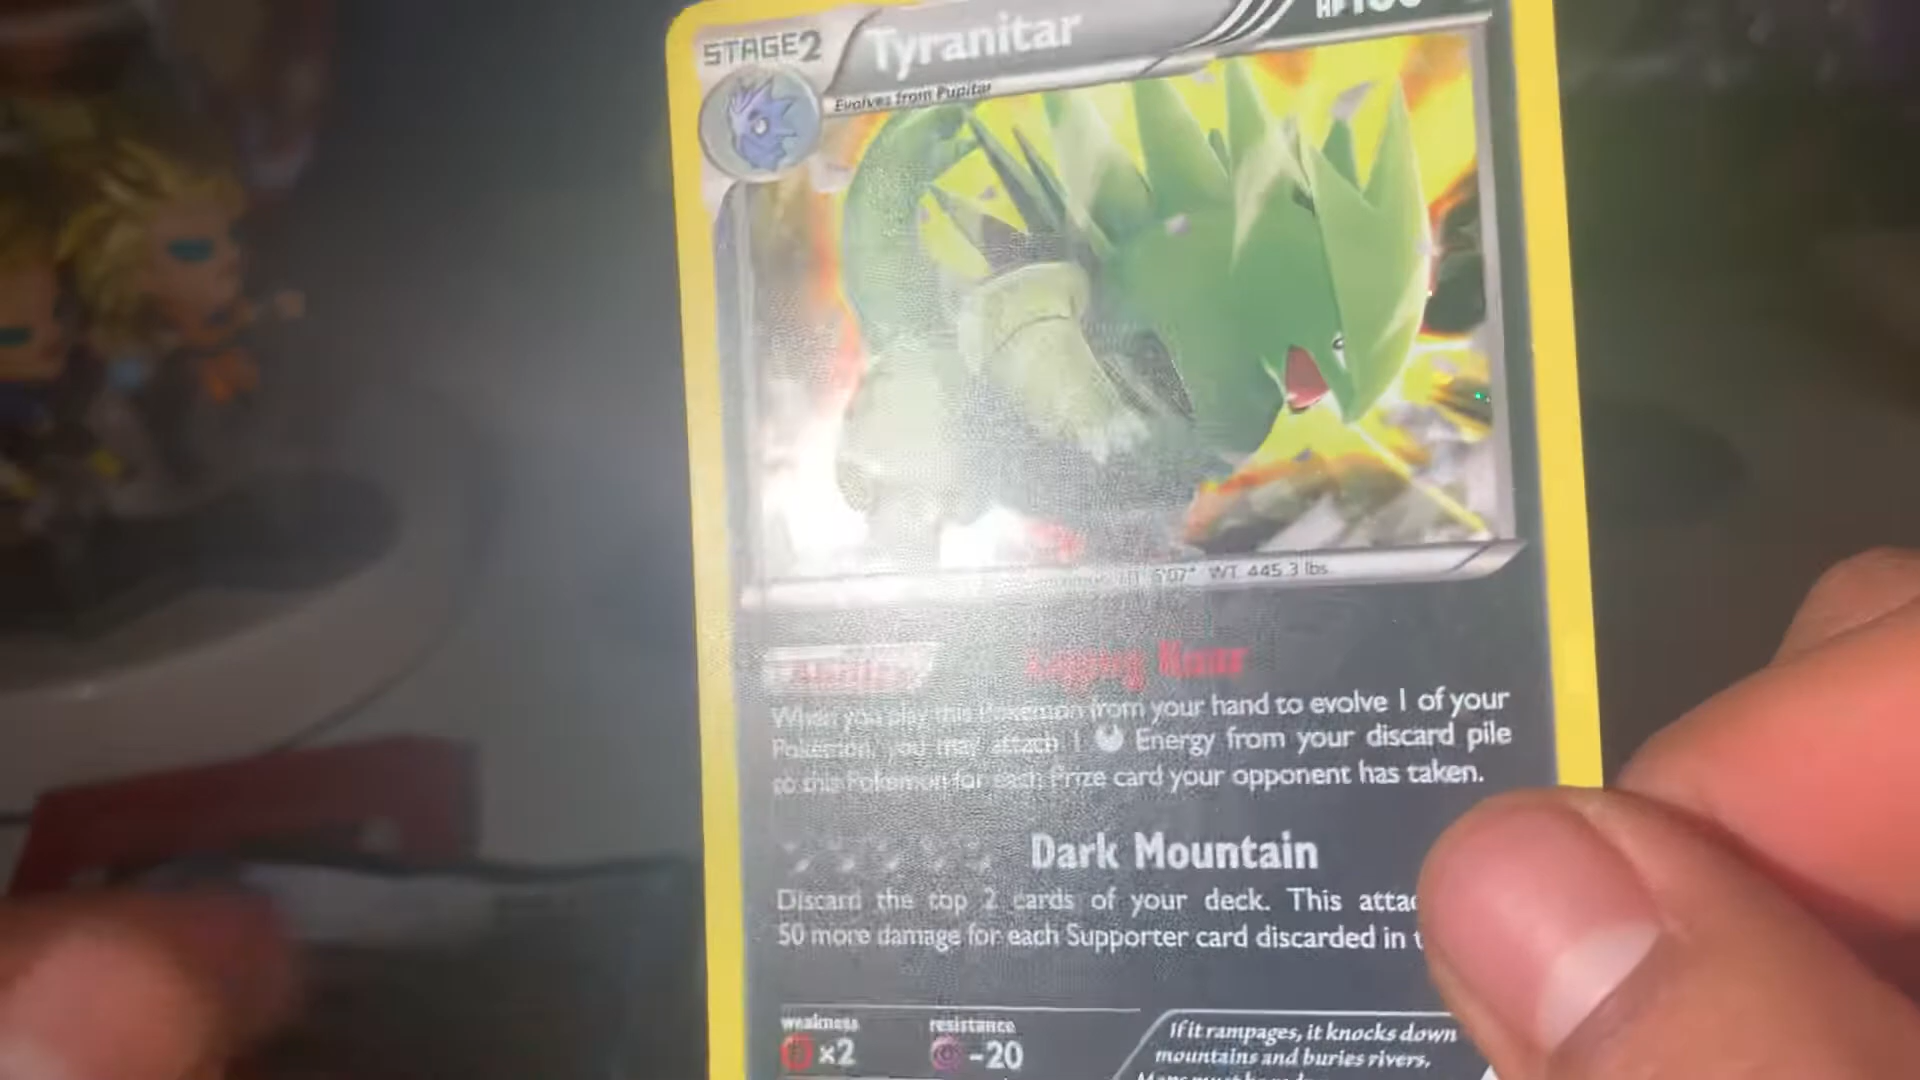 STAGE2
Tyranitar
Evolves from Pupitar
6'07" WT. 445.3 lbs.
Roar
When you play this Pokémon from your hand to evolve 1 of your
Pokémon, you may attach 1 Energy from your discard pile
to this Pokémon for each Prize card your opponent has taken.
Dark Mountain
Discard the top 2 cards of your deck. This attac
50 more damage for each Supporter card discarded in t
weakness
resistance
×2
-20
If it rampages, it knocks down
mountains and buries rivers.